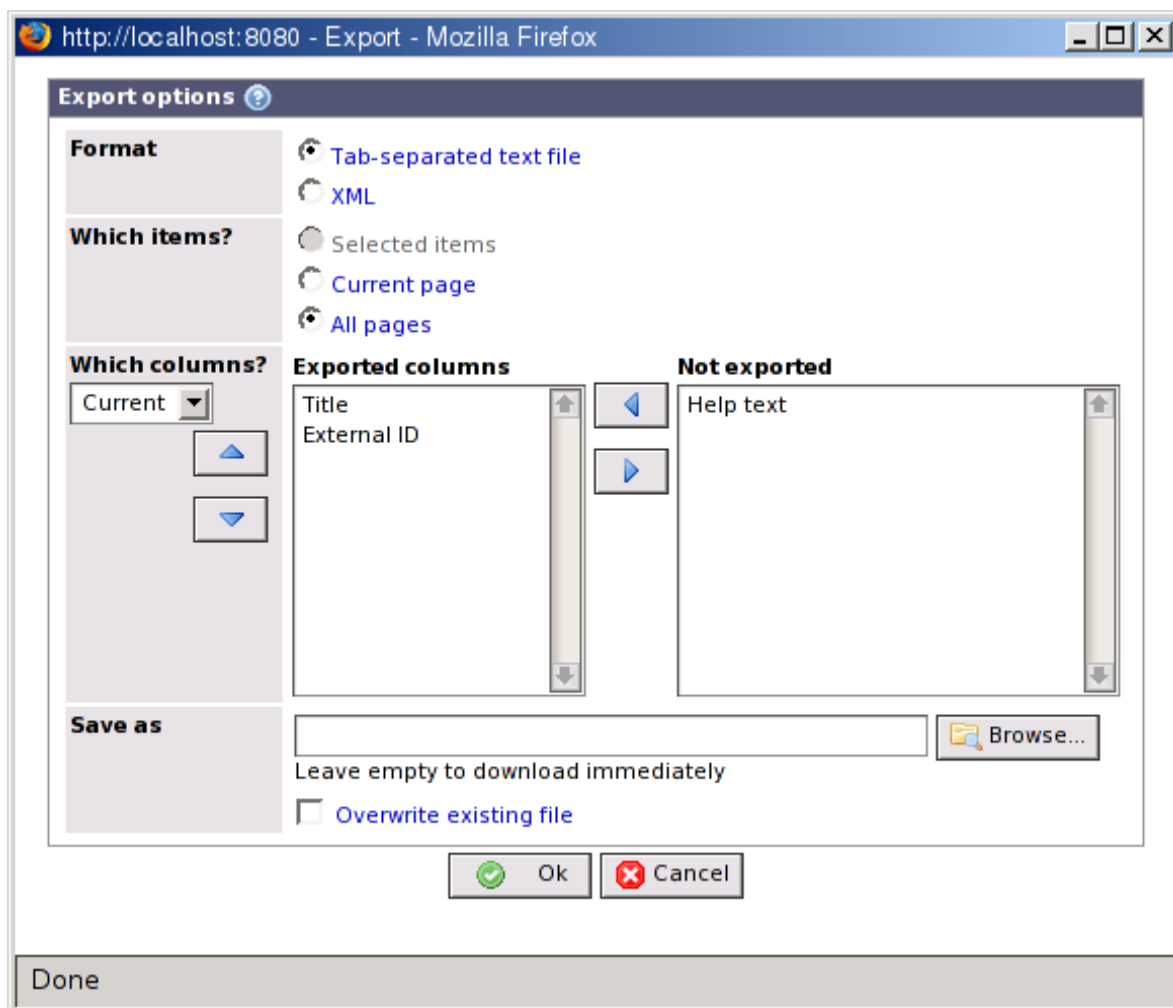 http://localhost:8080 - Export - Mozilla Firefox
Export options ?
Format
Tab-separated text file
XML
Which items?
Selected items
Current page
All pages
Which columns?
Current
Exported columns
Title
External ID
Not exported
Help text
Save as
Browse...
Leave empty to download immediately
Overwrite existing file
Ok
Cancel
Done